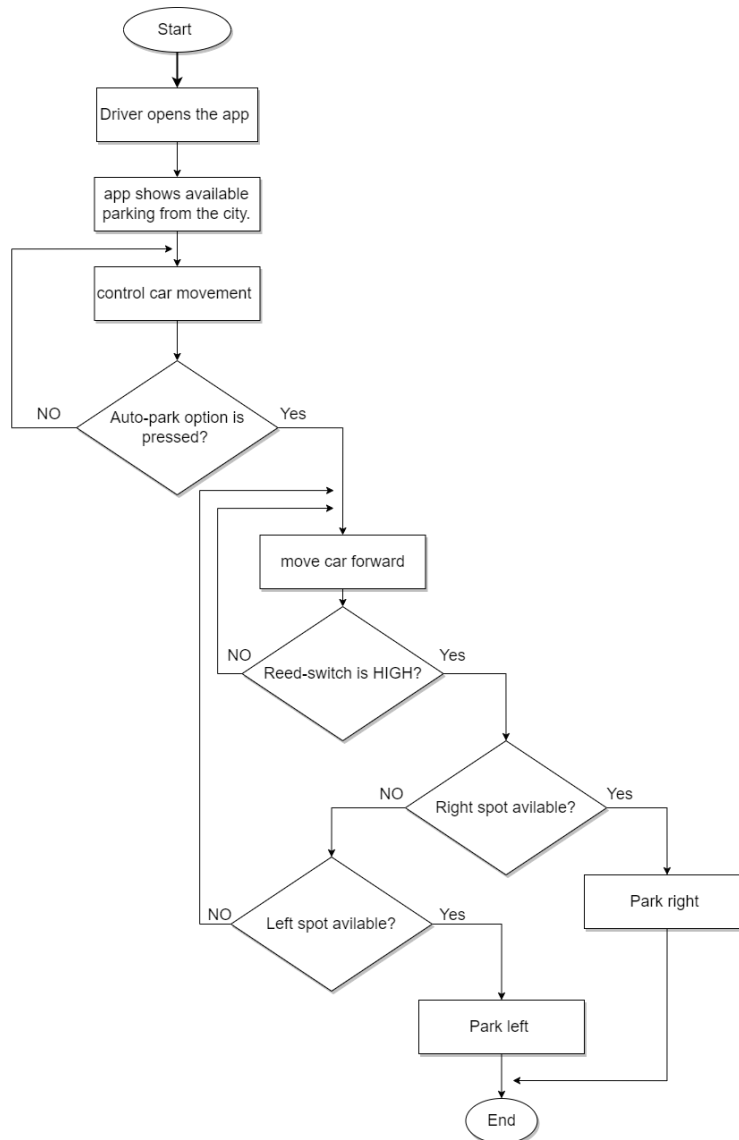 Start
Driver opens the app
app shows available
parking from the city.
control car movement
NO
Auto-park option is
pressed?
Yes
move car forward
NO
Reed-switch is HIGH?
Yes
NO
Right spot avilable?
Yes
NO
Left spot avilable?
Yes
Park right
Park left
End